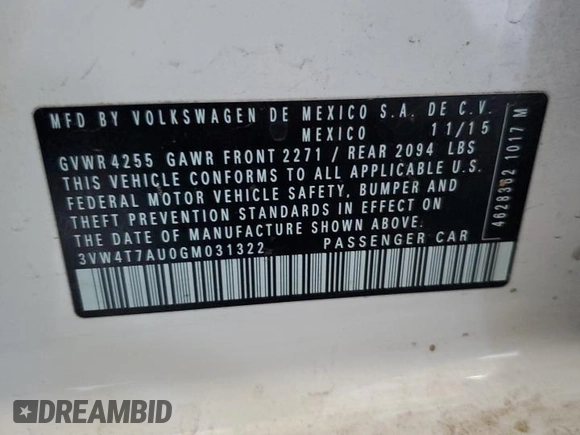 MFD BY VOLKSWAGEN DE MEXICO S.A. DE C.V.
MEXICO 11/15
GVWR 4255 GAWR FRONT 2271 / REAR 2094 LBS
THIS VEHICLE CONFORMS TO ALL APPLICABLE U.S.
FEDERAL MOTOR VEHICLE SAFETY, BUMPER AND
THEFT PREVENTION STANDARDS IN EFFECT ON
THE DATE OF MANUFACTURE SHOWN ABOVE.
3VW4T7AU0GM031322 PASSENGER CAR
46283621017 M
DREAMBID